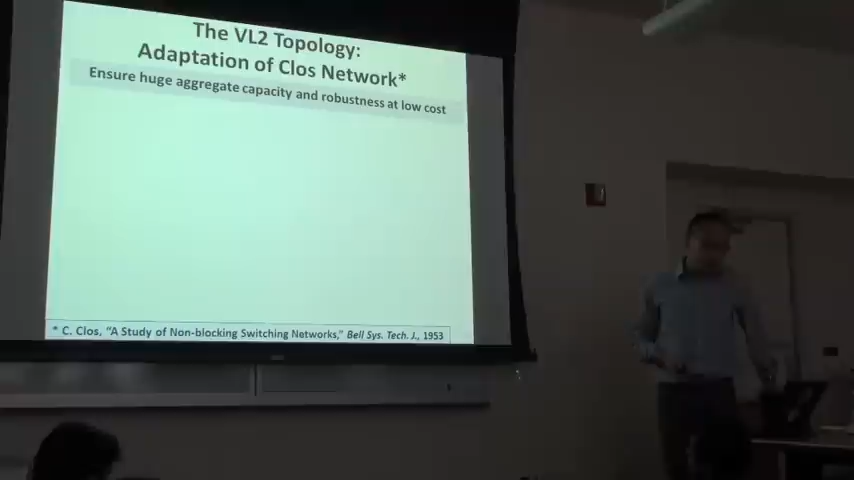 The VL2 Topology:
Adaptation of Clos Network*
Ensure huge aggregate capacity and robustness at low cost
* C. Clos, "A Study of Non-blocking Switching Networks," Bell Sys. Tech. J., 1953